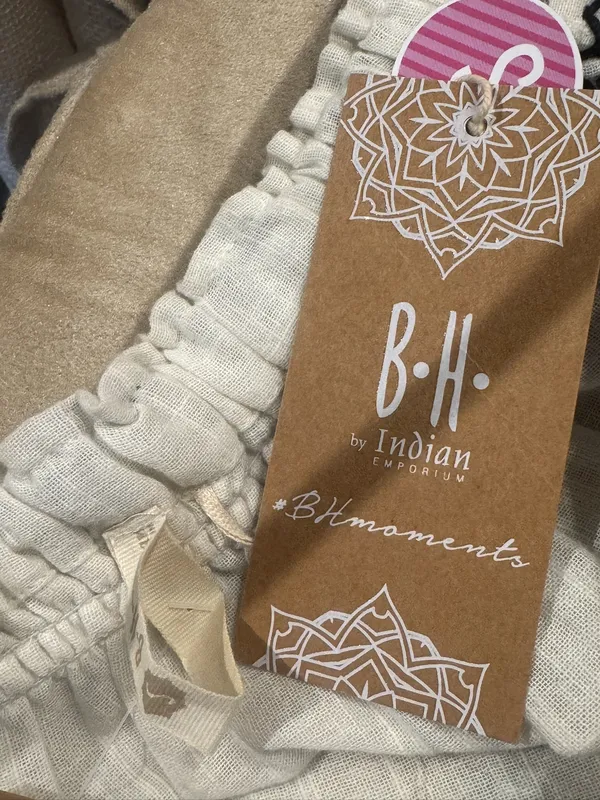 B.H.
by Indian
EMPORIUM
#BHmoments